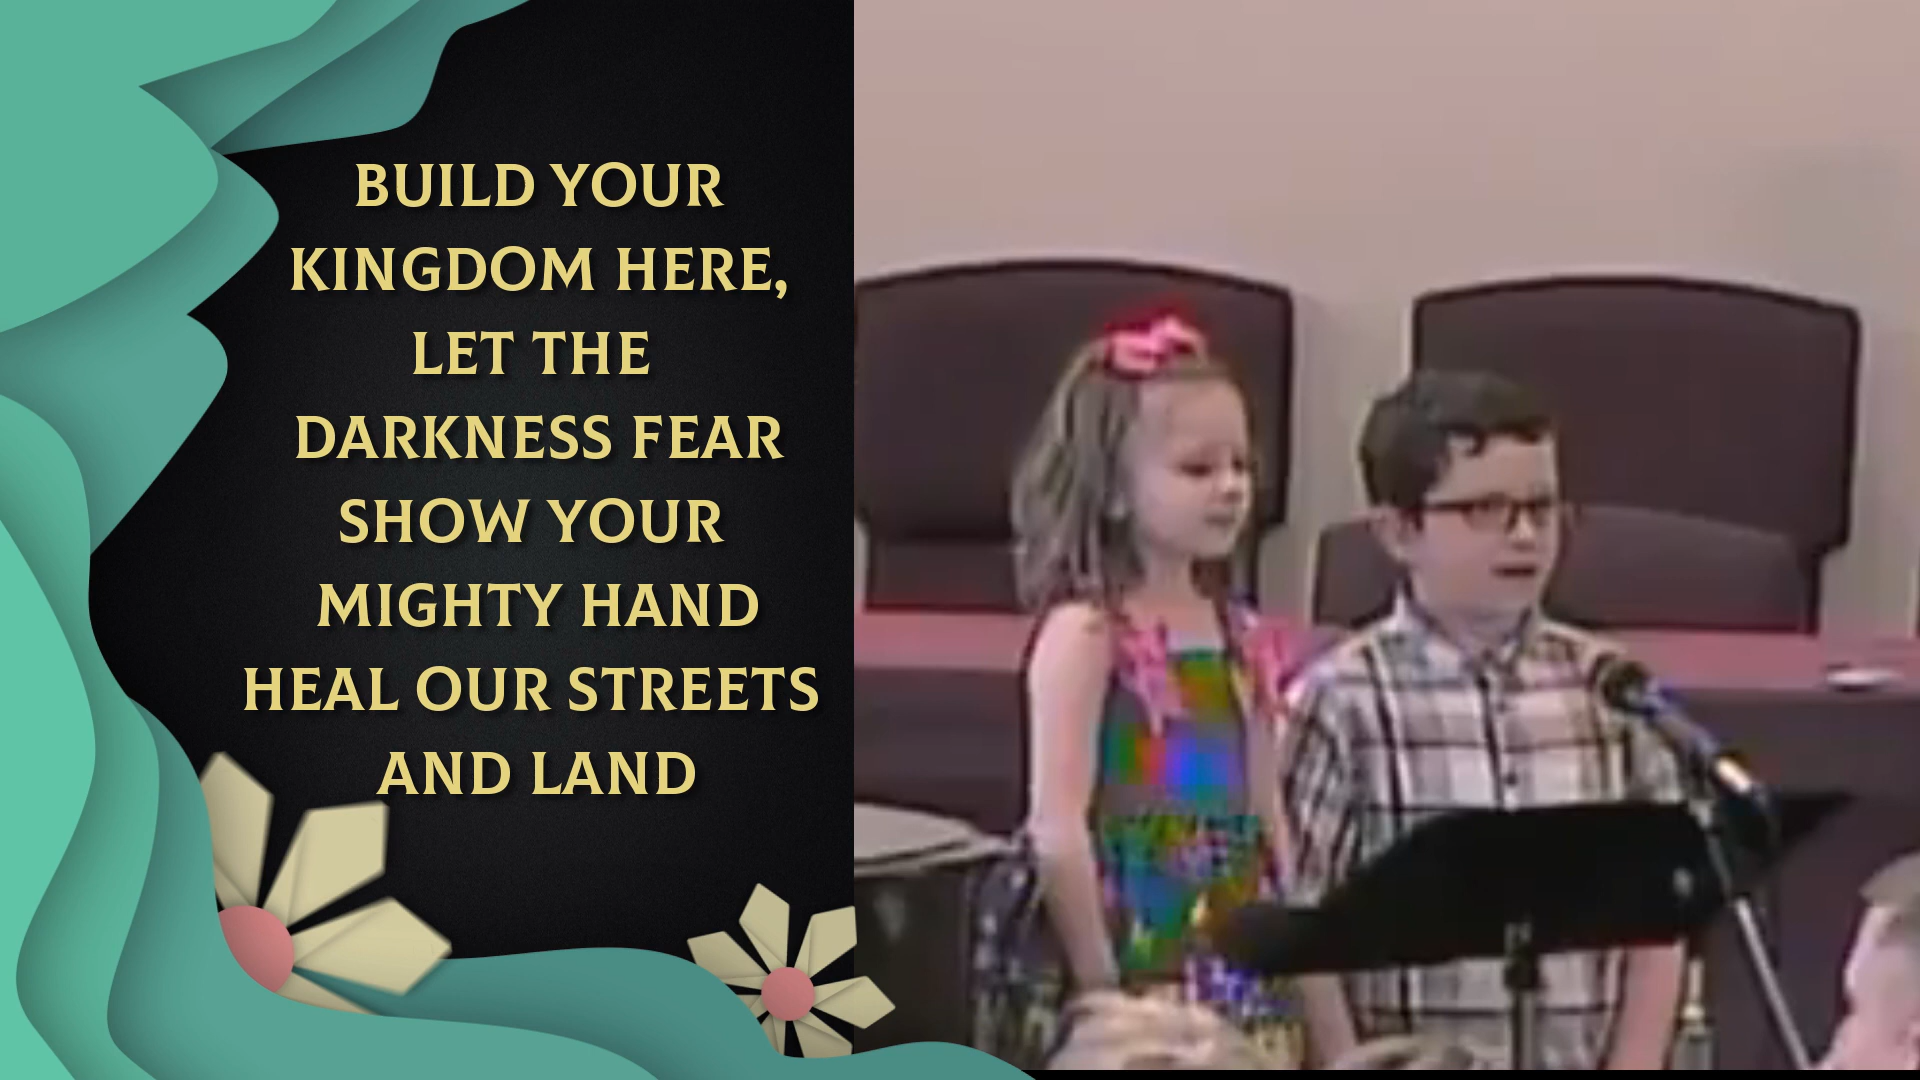 BUILD YOUR
KINGDOM HERE,
LET THE
DARKNESS FEAR
SHOW YOUR
MIGHTY HAND
HEAL OUR STREETS
AND LAND